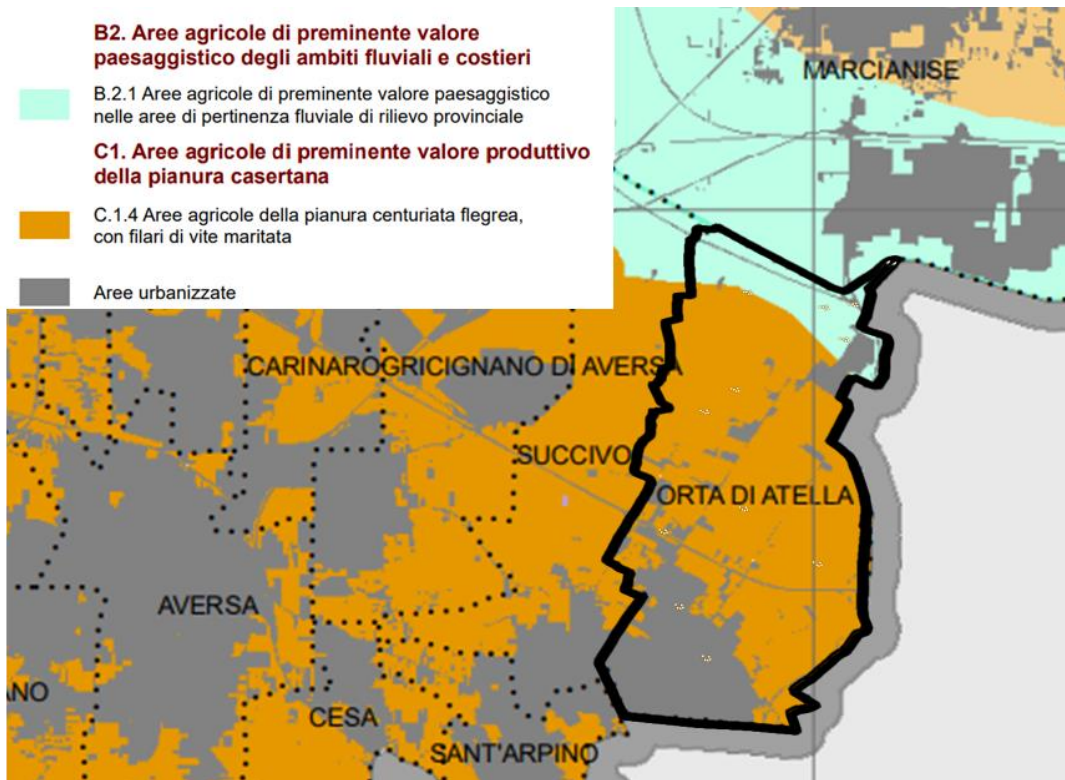 B2. Aree agricole di preminente valore
paesaggistico degli ambiti fluviali e costieri
B.2.1 Aree agricole di preminente valore paesaggistico
nelle aree di pertinenza fluviale di rilievo provinciale
C1. Aree agricole di preminente valore produttivo
della pianura casertana
C.1.4 Aree agricole della pianura centuriata flegrea,
con filari di vite maritata
Aree urbanizzate
MARCIANISE
CARINAROGRICIGNANO DI AVERSA
SUCCIVO
ORTA DI ATELLA
AVERSA
ANO
CESA
SANT'ARPINO